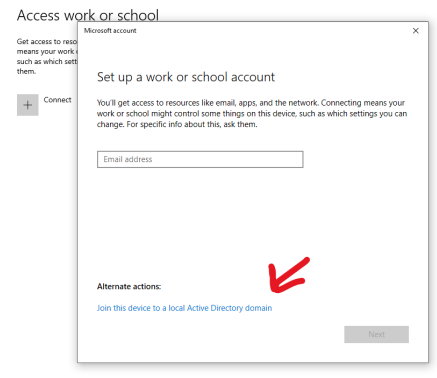 Access work or school
Microsoft account
Get access to reso
means your work
such as which sett
them.
Connect
Set up a work or school account
You'll get access to resources like email, apps, and the network. Connecting means your
work or school might control some things on this device, such as which settings you can
change. For specific info about this, ask them.
Email address
Alternate actions:
Join this device to a local Active Directory domain
Next